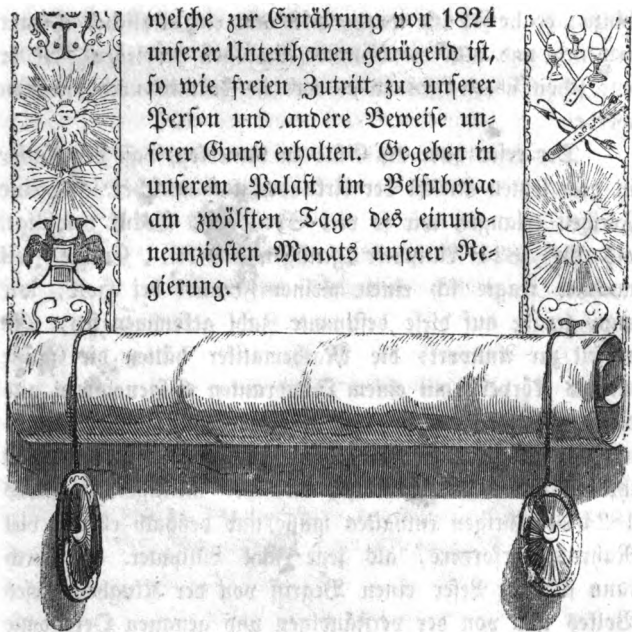 welche zur Ernährung von 1824
unserer Unterthanen genügend ist,
so wie freien Zutritt zu unserer
Person und andere Beweise un-
serer Gunst erhalten. Gegeben in
unserem Palast im Belfuborac
am zwölften Tage des einund-
neunzigsten Monats unserer Re-
gierung.